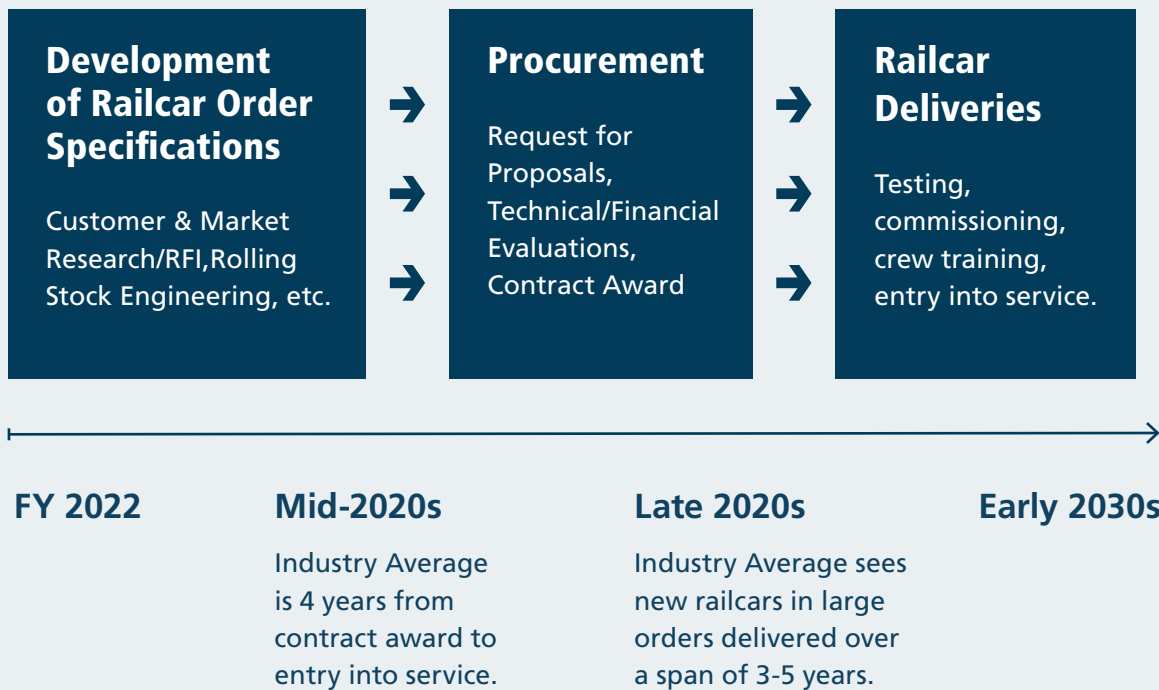 Development
of Railcar Order
Specifications
Customer & Market
Research/RFI,Rolling
Stock Engineering, etc.
Procurement
Request for
Proposals,
Technical/Financial
Evaluations,
Contract Award
Railcar
Deliveries
Testing,
commissioning,
crew training,
entry into service.
FY 2022
Mid-2020s
Industry Average
is 4 years from
contract award to
entry into service.
Late 2020s
Industry Average sees
new railcars in large
orders delivered over
a span of 3-5 years.
Early 2030s